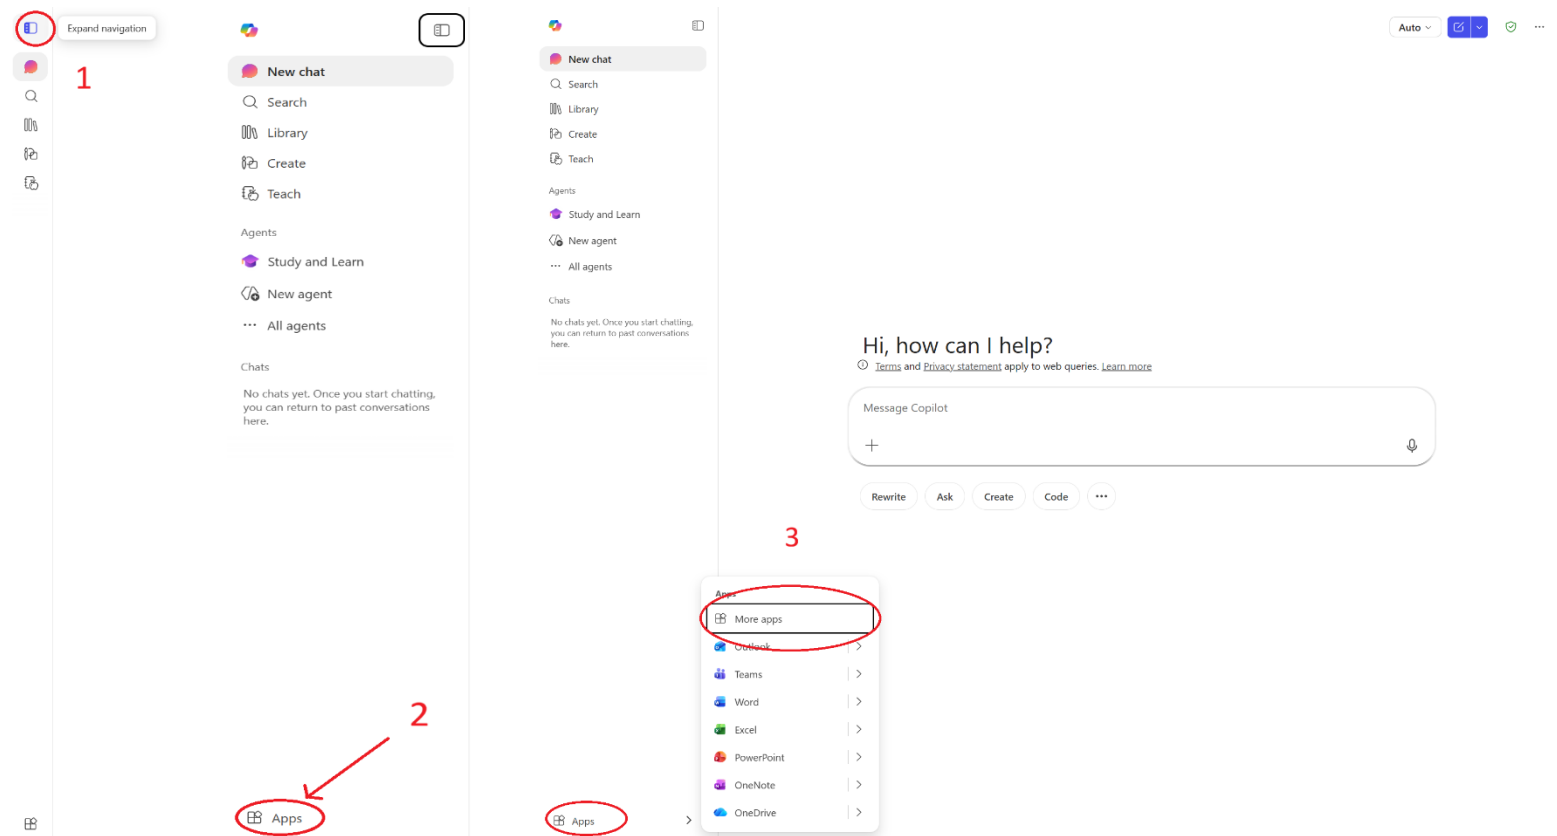 Expand navigation
1
New chat
Search
Library
Create
Teach
Agents
Study and Learn
New agent
All agents
Chats
No chats yet. Once you start chatting,
you can return to past conversations
here.
2
Apps
New chat
Search
Library
Create
Teach
Agents
Study and Learn
New agent
All agents
Chats
No chats yet. Once you start chatting,
you can return to past conversations
here.
Apps
3
Apps
More apps
Outlook
Teams
Word
Excel
PowerPoint
OneNote
OneDrive
Auto
Hi, how can I help?
Terms and Privacy statement apply to web queries. Learn more
Message Copilot
Rewrite Ask Create Code